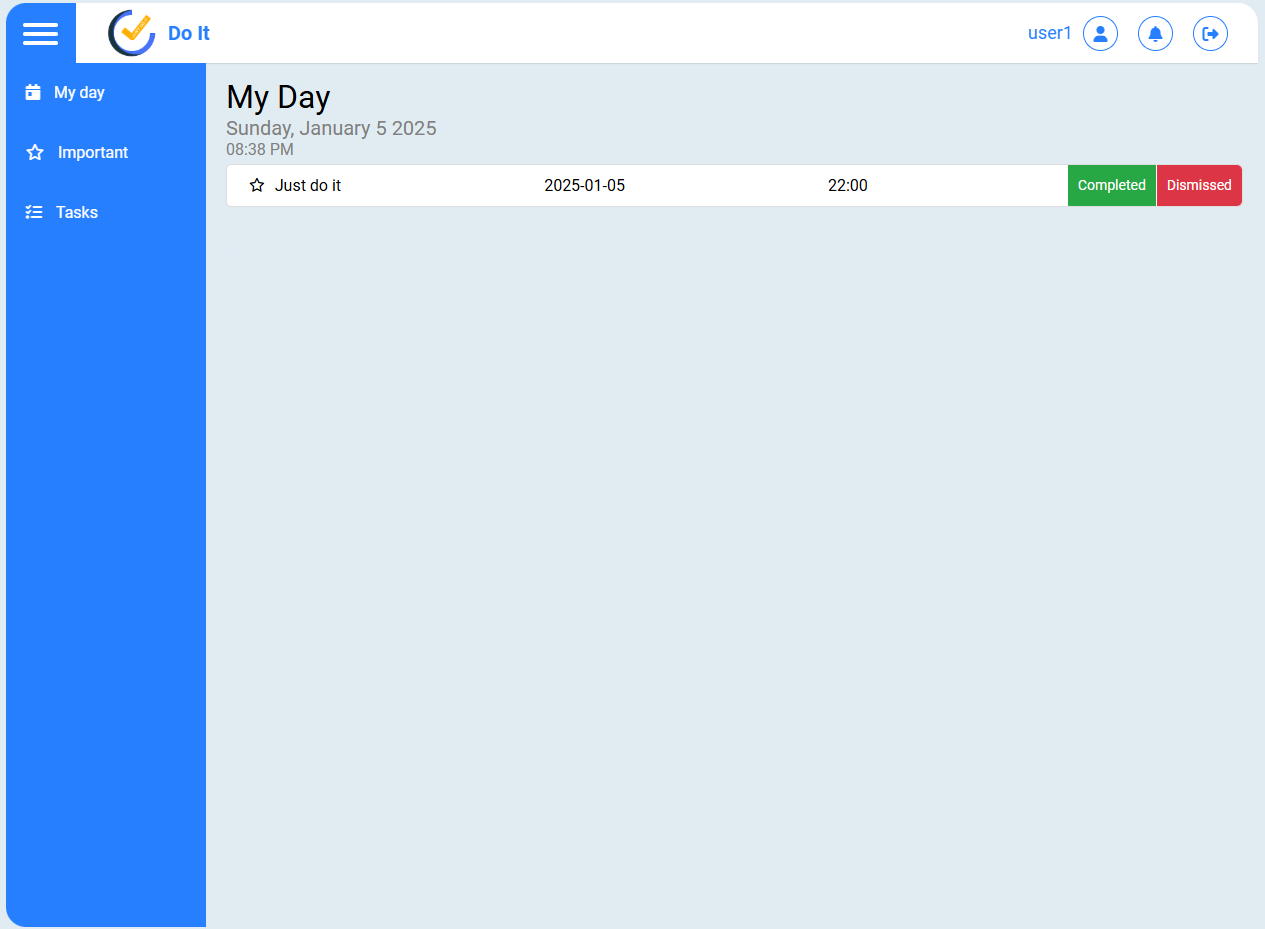 Do It
user1
My day
Important
Tasks
My Day
Sunday, January 5 2025
08:38 PM
Just do it 2025-01-05 22:00 Completed Dismissed